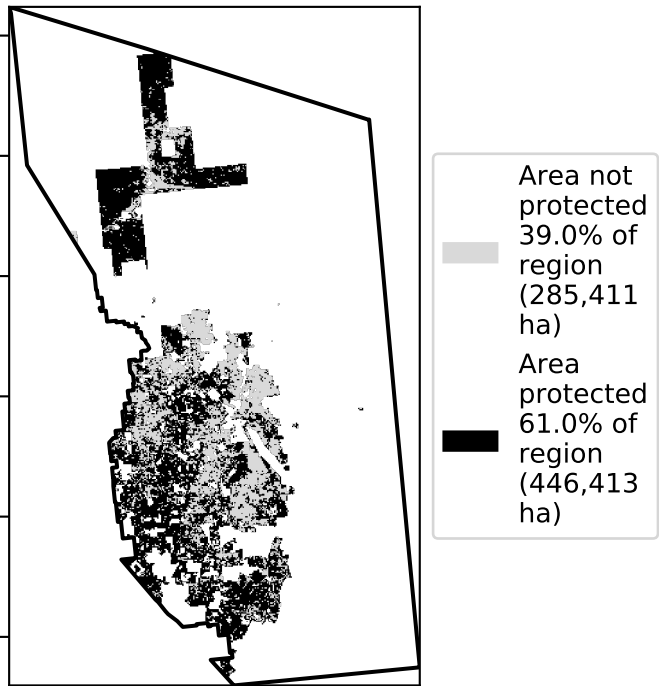 Area not
protected
39.0% of
region
(285,411
ha)
Area
protected
61.0% of
region
(446,413
ha)